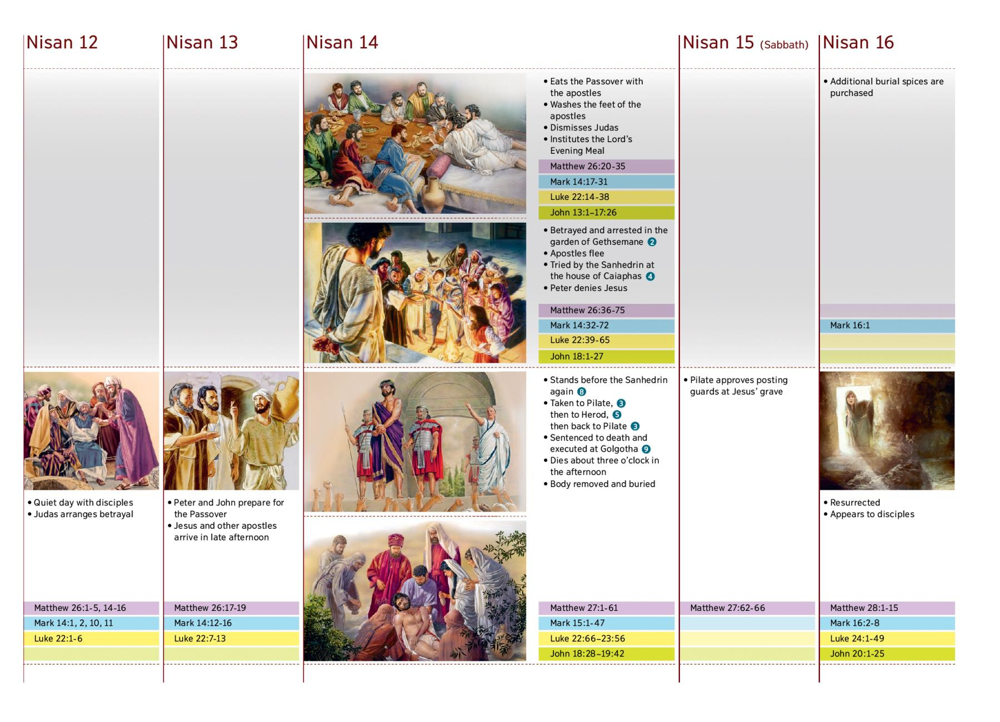 Nisan 12
• Quiet day with disciples
• Judas arranges betrayal
Matthew 26:1-5, 14-16
Mark 14:1, 2, 10, 11
Luke 22:1-6
Nisan 13
• Peter and John prepare for
the Passover
• Jesus and other apostles
arrive in late afternoon
Matthew 26:17-19
Mark 14:12-16
Luke 22:7-13
Nisan 14
• Eats the Passover with
the apostles
• Washes the feet of the
apostles
• Dismisses Judas
• Institutes the Lord’s
Evening Meal
Matthew 26:20-35
Mark 14:17-31
Luke 22:14-38
John 13:1–17:26
• Betrayed and arrested in the
garden of Gethsemane 2
• Apostles flee
• Tried by the Sanhedrin at
the house of Caiaphas 4
• Peter denies Jesus
Matthew 26:36-75
Mark 14:32-72
Luke 22:39-65
John 18:1-27
• Stands before the Sanhedrin
again 8
• Taken to Pilate, 3
then to Herod, 5
then back to Pilate 3
• Sentenced to death and
executed at Golgotha 9
• Dies about three o’clock in
the afternoon
• Body removed and buried
Matthew 27:1-61
Mark 15:1-47
Luke 22:66–23:56
John 18:28–19:42
Nisan 15 (Sabbath)
• Pilate approves posting
guards at Jesus’ grave
Matthew 27:62-66
Nisan 16
• Additional burial spices are
purchased
Mark 16:1
• Resurrected
• Appears to disciples
Matthew 28:1-15
Mark 16:2-8
Luke 24:1-49
John 20:1-25